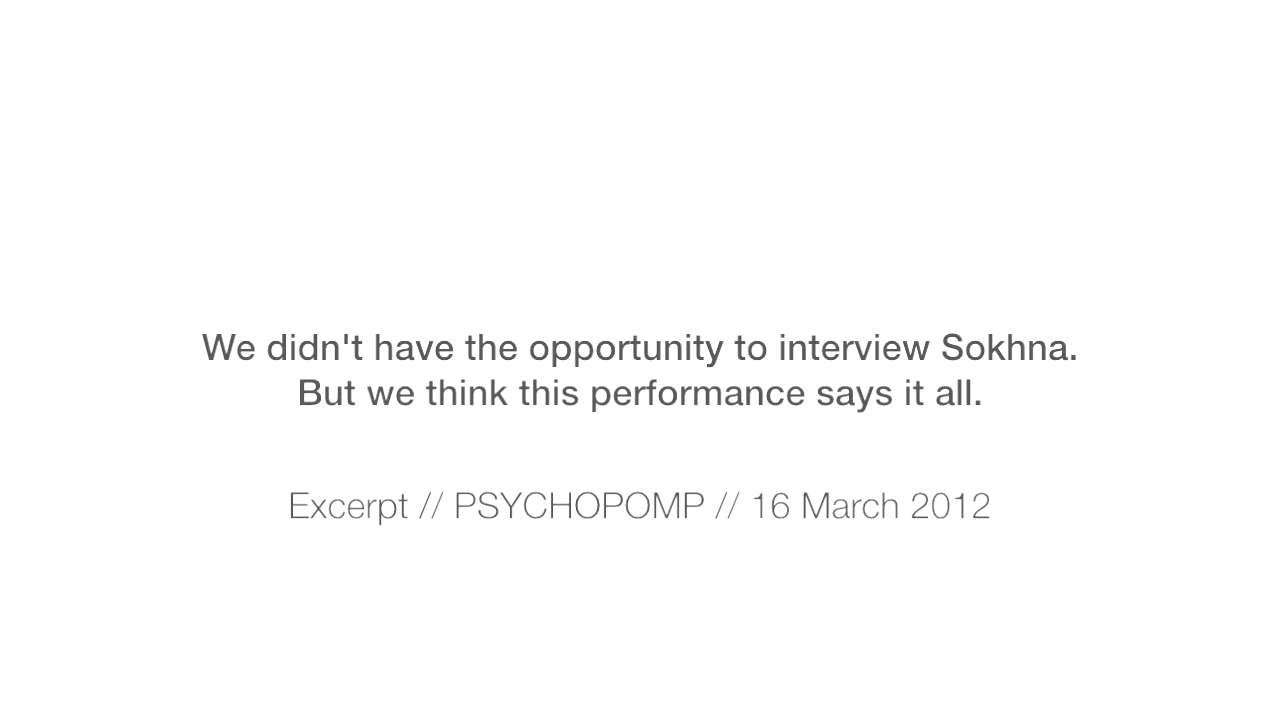 We didn't have the opportunity to interview Sokhna.
But we think this performance says it all.
Excerpt // PSYCHOPOMP // 16 March 2012